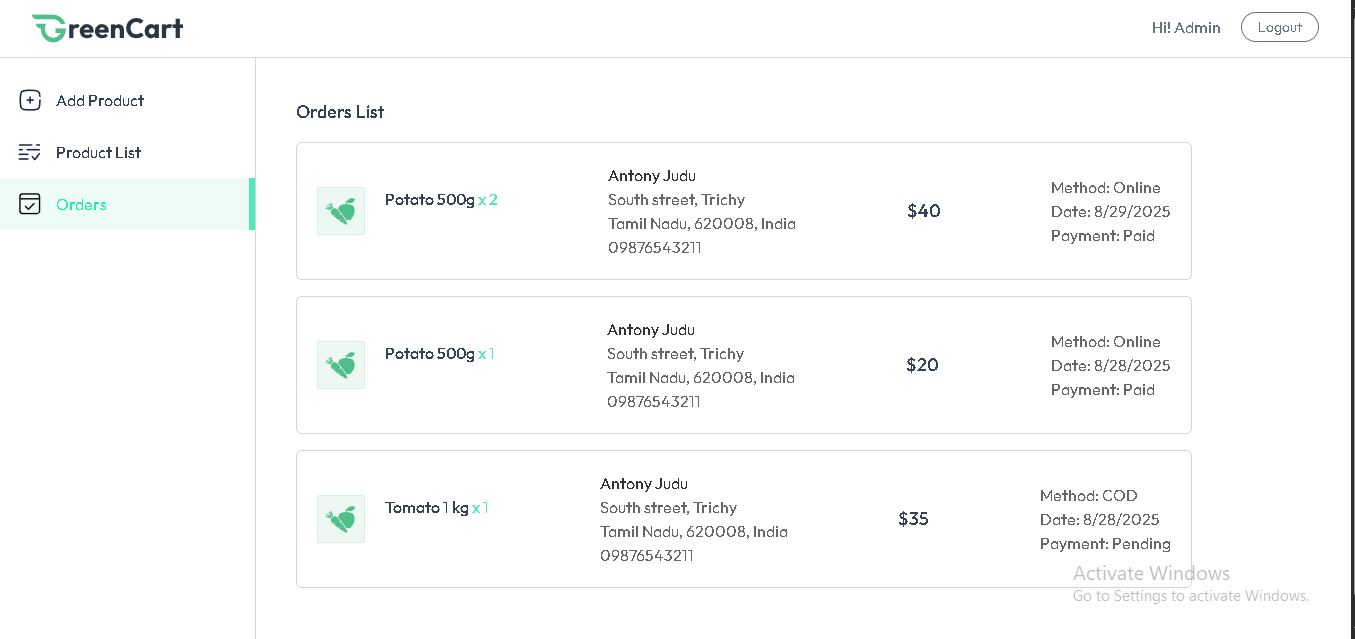 GreenCart
Hi! Admin
Logout
Add Product
Product List
Orders
Orders List
Potato 500g x 2
Antony Judu
South street, Trichy
Tamil Nadu, 620008, India
09876543211
$40
Method: Online
Date: 8/29/2025
Payment: Paid
Potato 500g x 1
Antony Judu
South street, Trichy
Tamil Nadu, 620008, India
09876543211
$20
Method: Online
Date: 8/28/2025
Payment: Paid
Tomato 1 kg x 1
Antony Judu
South street, Trichy
Tamil Nadu, 620008, India
09876543211
$35
Method: COD
Date: 8/28/2025
Payment: Pending
Activate Windows
Go to Settings to activate Windows.